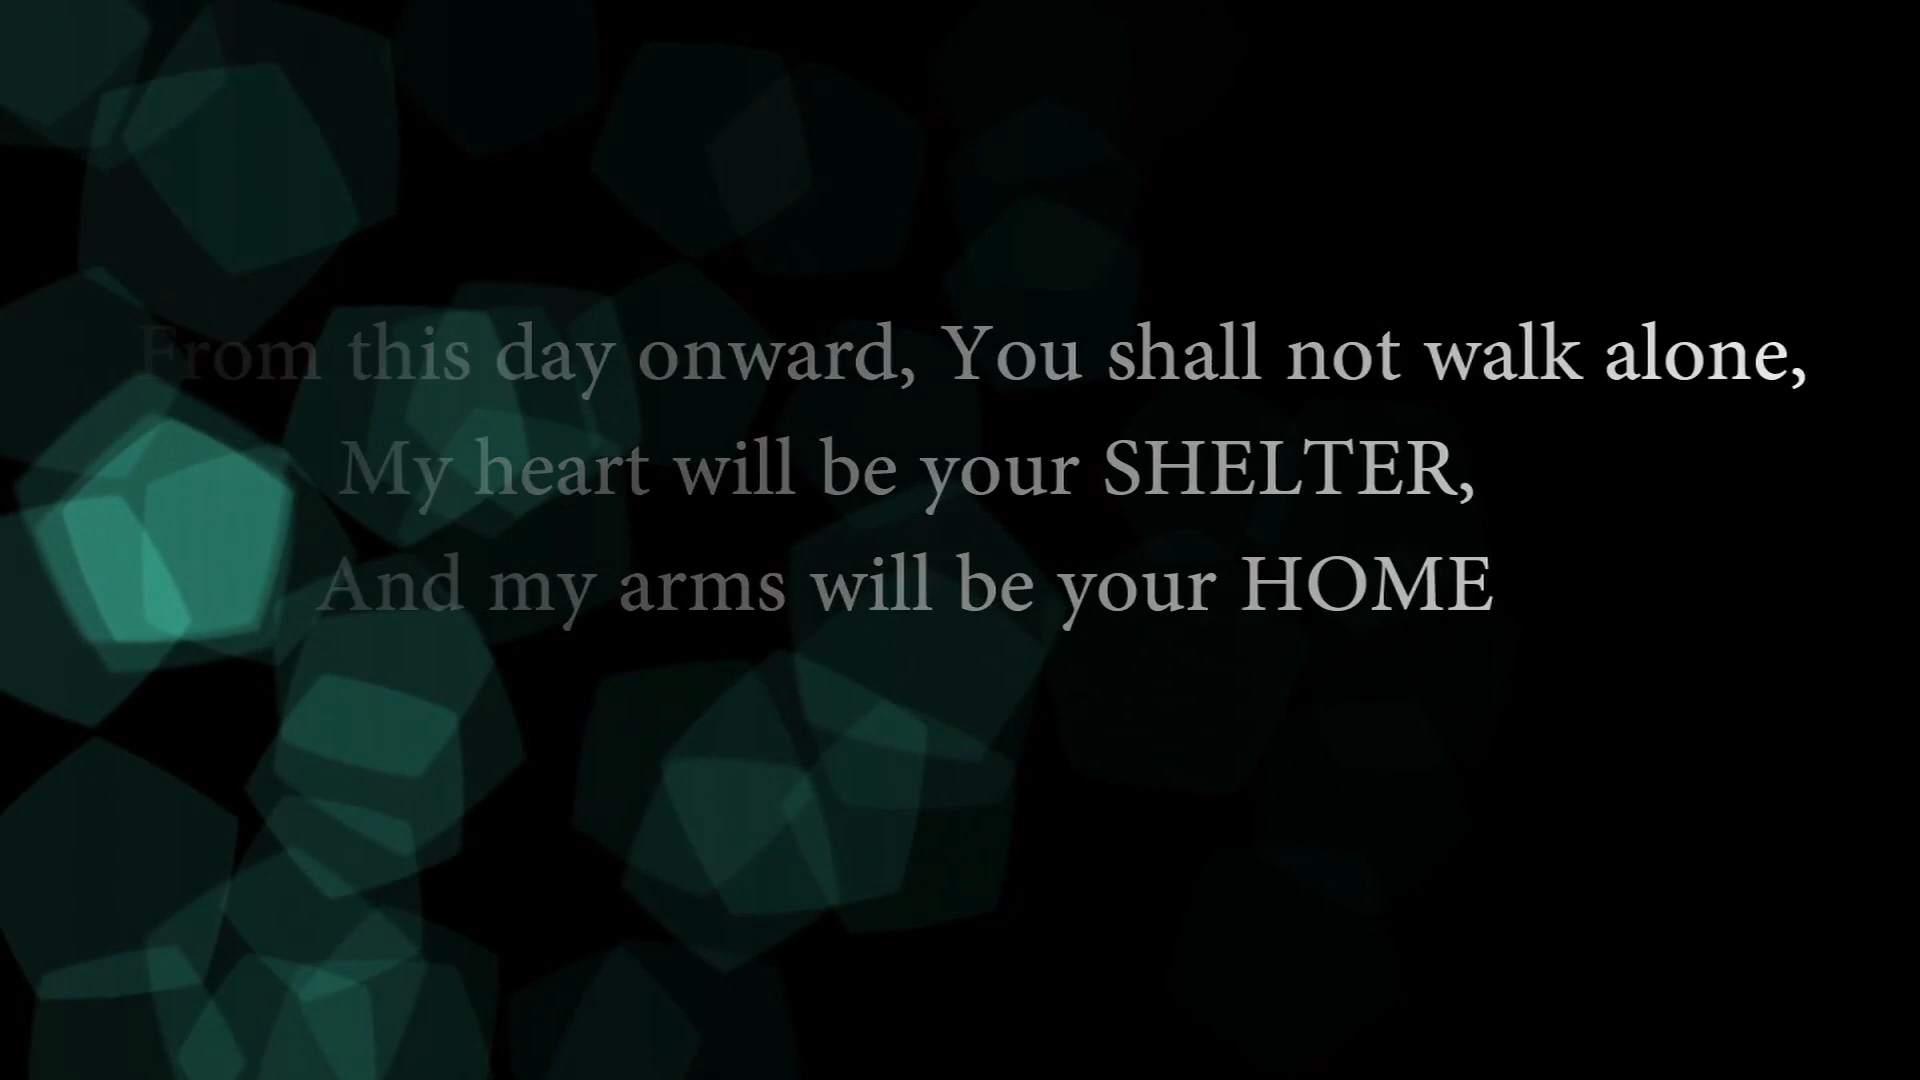 From this day onward, You shall not walk alone,
My heart will be your SHELTER,
And my arms will be your HOME